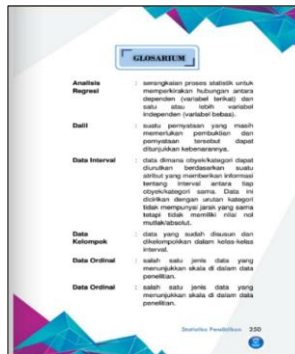 GLOSARIUM
Analisis Regresi : serangkaian proses statistik untuk
memperkirakan hubungan antara
dependen (variabel terikat) dan
satu atau lebih variabel
independen (variabel bebas).
Dalil : suatu pernyataan yang masih
memerlukan pembuktian dan
pernyataan tersebut dapat
ditunjukkan kebenarannya.
Data Interval : data dimana obyek/kategori dapat
diurutkan berdasarkan suatu
atribut yang memberikan informasi
tentang interval antara tiap
obyek/kategori sama. Data ini
dicirikan dengan urutan kategori
tidak mempunyai jarak yang sama
tetapi tidak memiliki nilai nol
mutlak/absolut.
Data Kelompok : data yang sudah disusun dan
dikelompokkan dalam kelas-kelas
interval.
Data Ordinal : salah satu jenis data yang
menunjukkan skala di dalam data
penelitian.
Data Ordinal : salah satu jenis data yang
menunjukkan skala di dalam data
penelitian.
Statistika Pendidikan 250